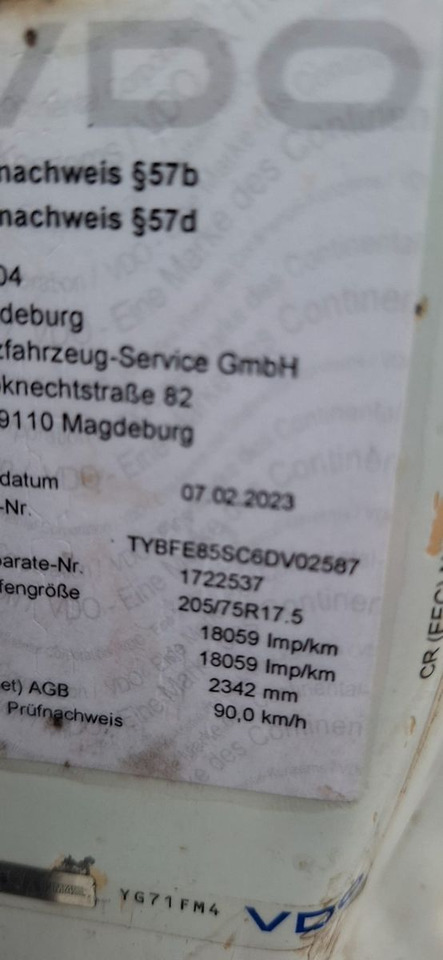 VDO
nachweis §57b
nachweis §57d
04
deburg
zfahrzeug-Service GmbH
knechtstraße 82
9110 Magdeburg
datum 07.02.2023
-Nr. TYBFE85SC6DV02587
parate-Nr. 1722537
fengröße 205/75R17.5
18059 Imp/km
18059 Imp/km
et) AGB 2342 mm
Prüfnachweis 90,0 km/h
YG71FM4 VDO